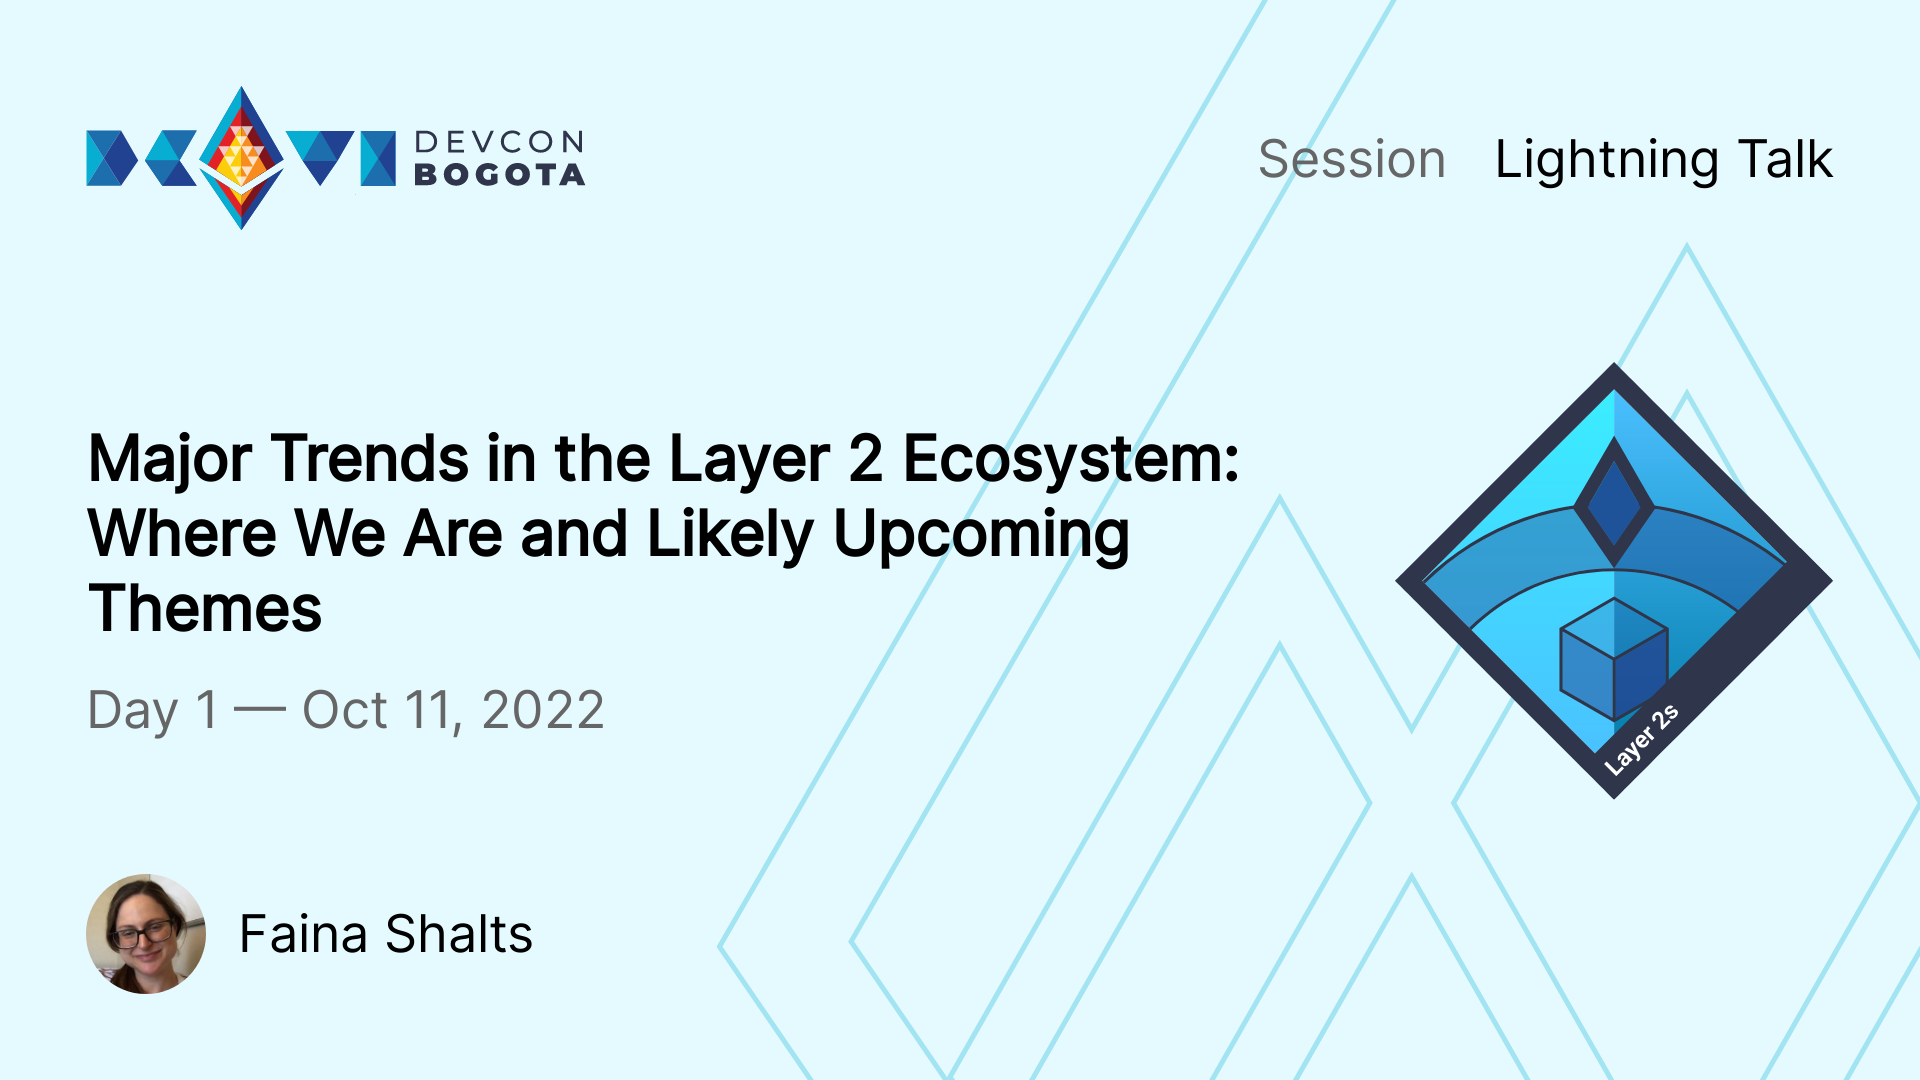 DEVCON
BOGOTA
Session Lightning Talk
Major Trends in the Layer 2 Ecosystem:
Where We Are and Likely Upcoming
Themes
Day 1 — Oct 11, 2022
Layer 2s
Faina Shalts